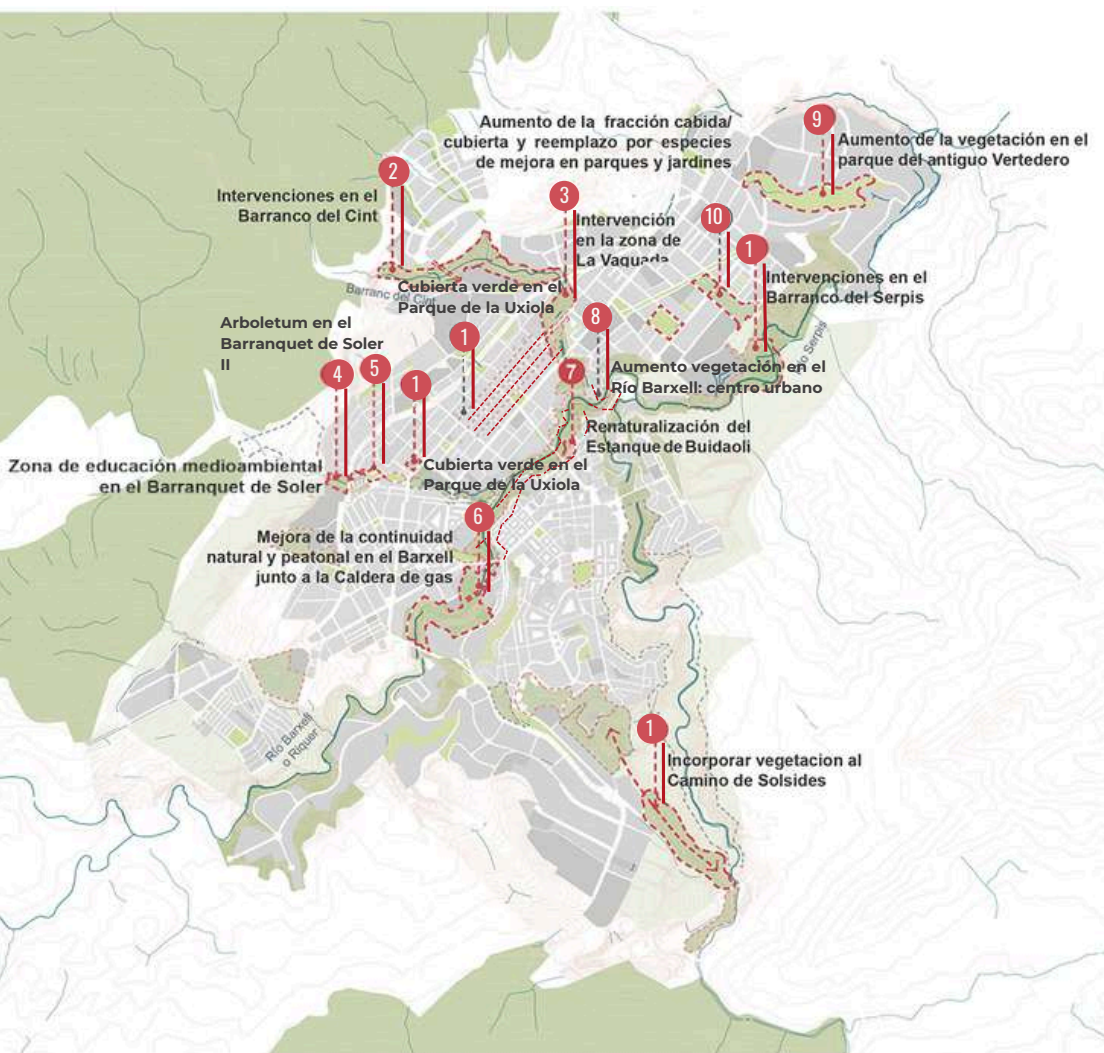 Aumento de la fracción cabida/
cubierta y reemplazo por especies
de mejora en parques y jardines
9
Aumento de la vegetación en el
parque del antiguo Vertedero
2
Intervenciones en el
Barranco del Cint
3
Intervención
en la zona de
La Vaguada
10
1
Intervenciones en el
Barranco del Serpis
Barranc del Cint
Cubierta verde en el
Parque de la Uxiola
1
Arboletum en el
Barranquet de Soler
II
8
Aumento vegetación en el
Río Barxell: centro urbano
Río Serpis
4
5
1
7
Renaturalización del
Estanque de Buidaoli
Zona de educación medioambiental
en el Barranquet de Soler
Cubierta verde en el
Parque de la Uxiola
6
Mejora de la continuidad
natural y peatonal en el Barxell
junto a la Caldera de gas
Río Barxell
o Riquer
1
Incorporar vegetacion al
Camino de Solsides